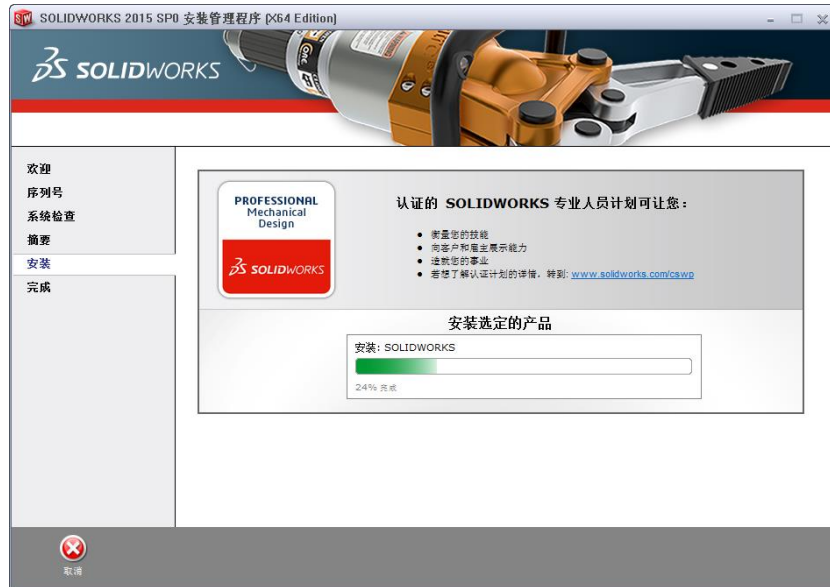 SOLIDWORKS 2015 SP0 安装管理程序 (X64 Edition)
SOLIDWORKS
欢迎
序列号
系统检查
摘要
安装
完成
PROFESSIONAL
Mechanical
Design
SOLIDWORKS
认证的 SOLIDWORKS 专业人员计划可让您：
衡量您的技能
向客户和雇主展示能力
造就您的事业
若想了解认证计划的详情，转到: www.solidworks.com/cswp
安装选定的产品
安装: SOLIDWORKS
24% 完成
取消